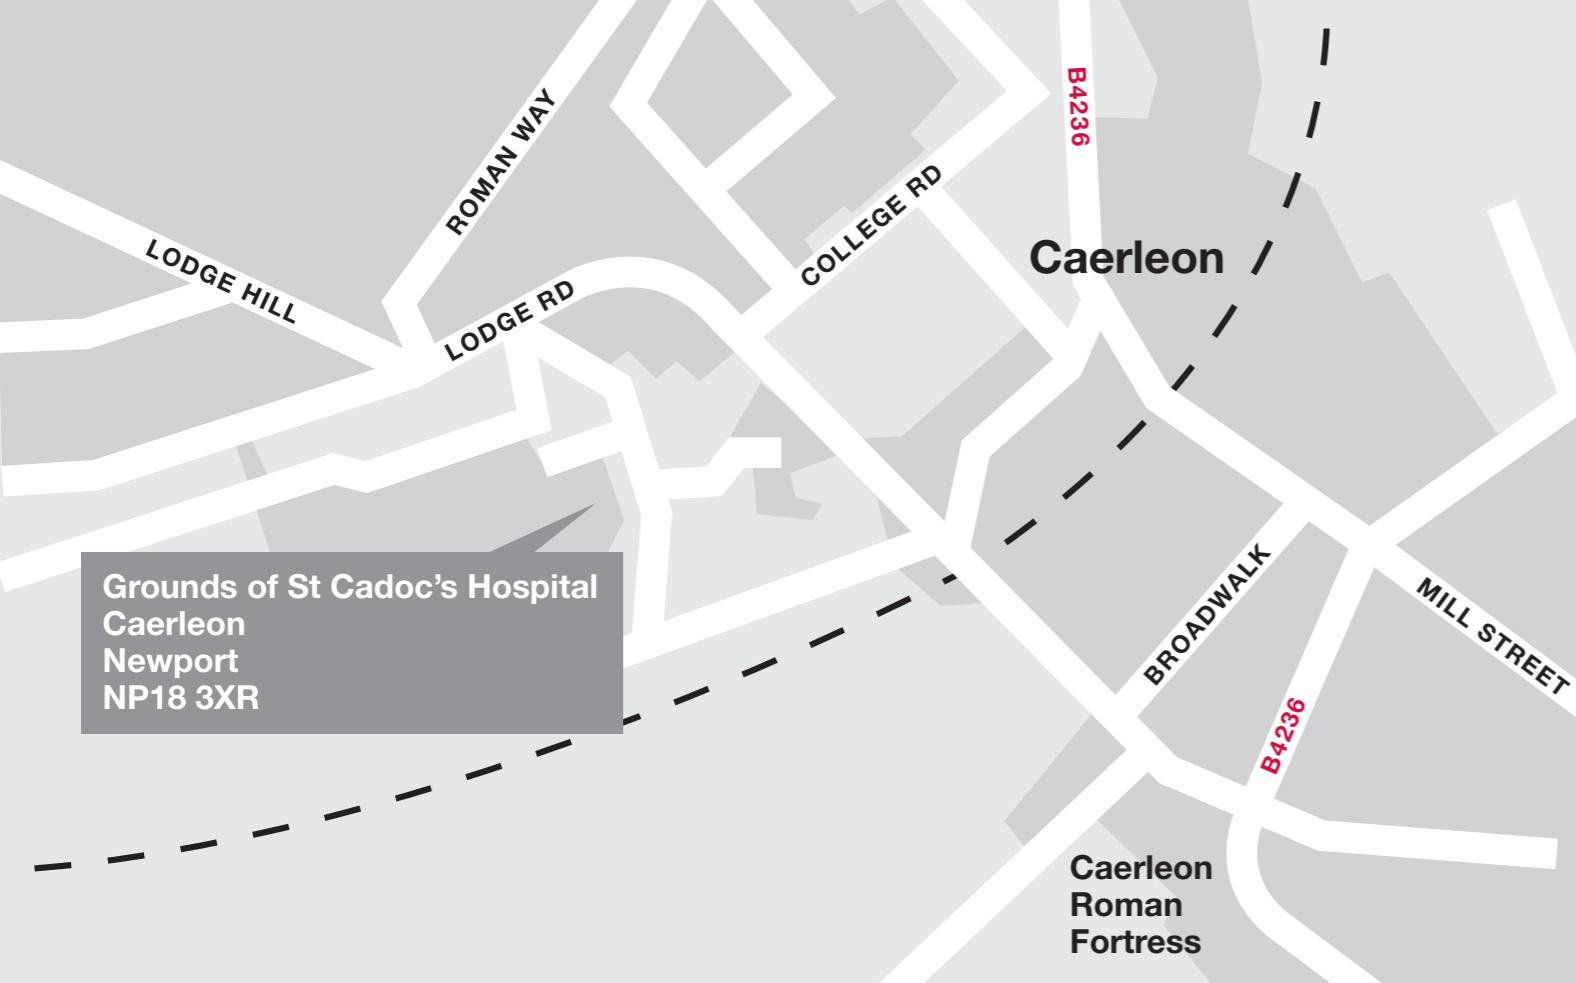 B4236
ROMAN WAY
COLLEGE RD
LODGE HILL
Caerleon
LODGE RD
Grounds of St Cadoc’s Hospital
Caerleon
Newport
NP18 3XR
BROADWALK
MILL STREET
B4236
Caerleon
Roman
Fortress